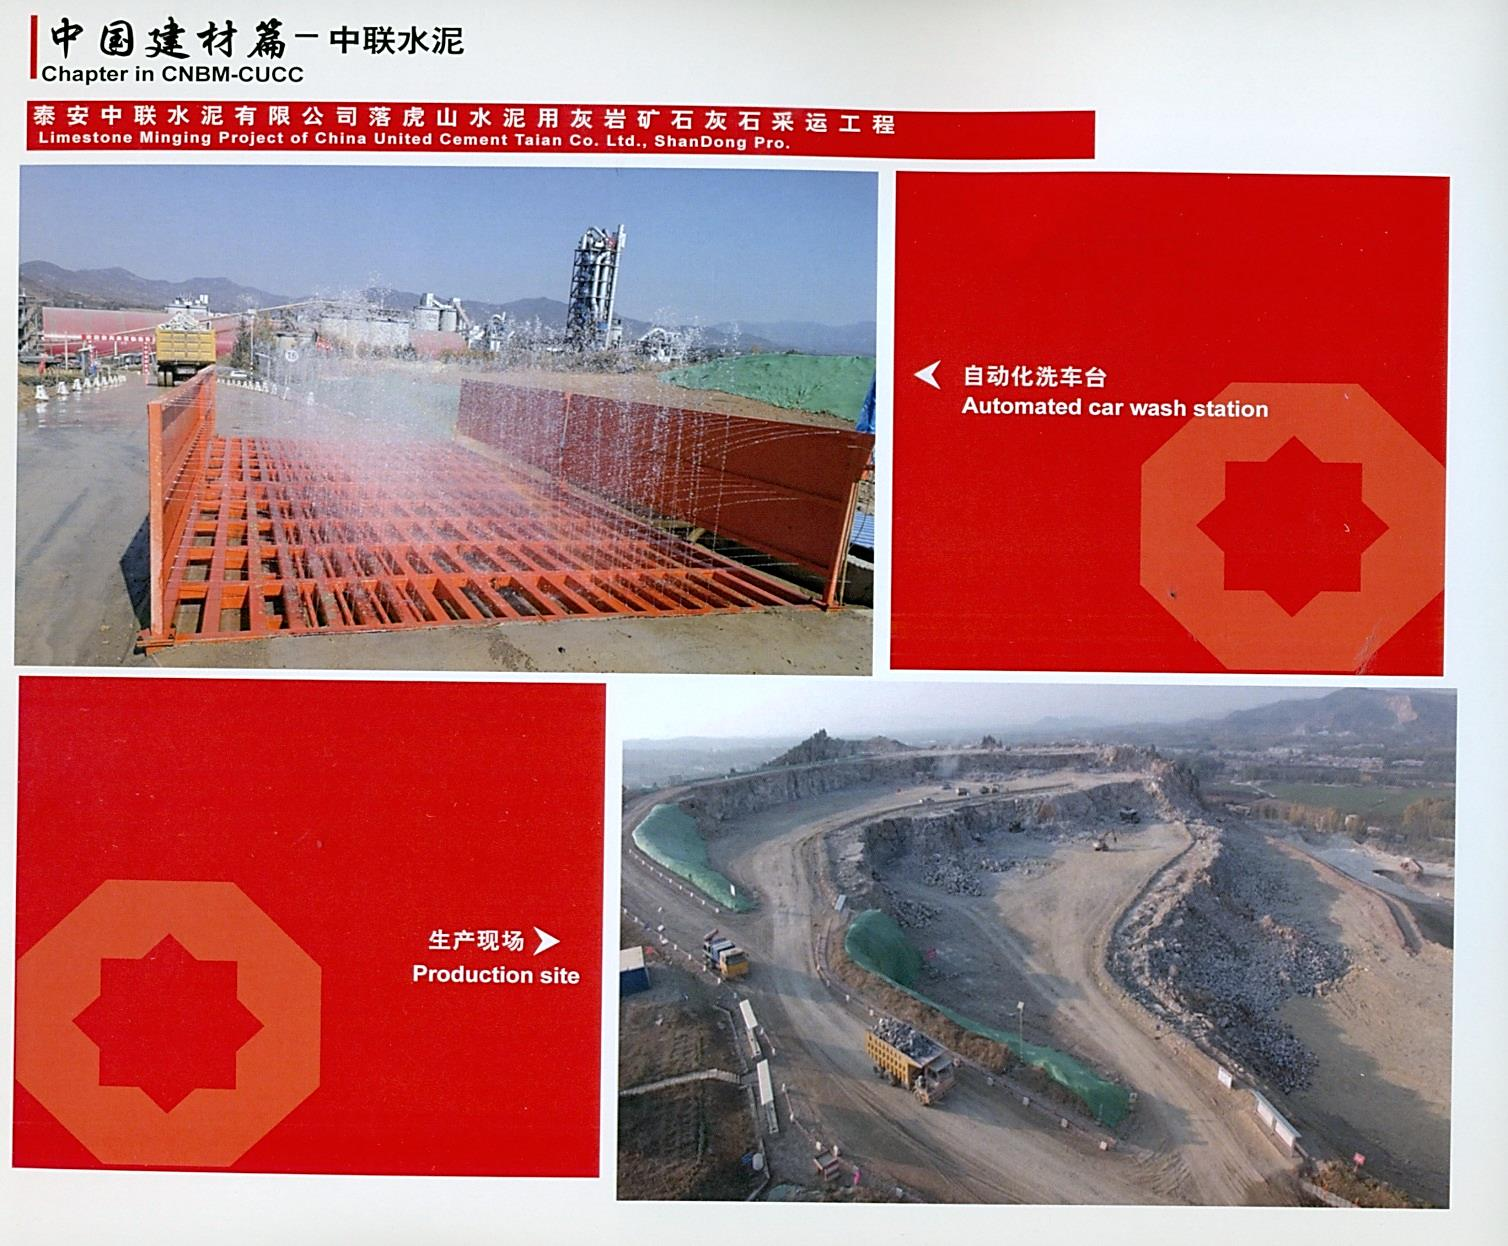 中国建材篇－中联水泥
Chapter in CNBM-CUCC
泰安中联水泥有限公司落虎山水泥用灰岩矿石灰石采运工程
Limestone Minging Project of China United Cement Taian Co. Ltd., ShanDong Pro.
自动化洗车台
Automated car wash station
生产现场
Production site